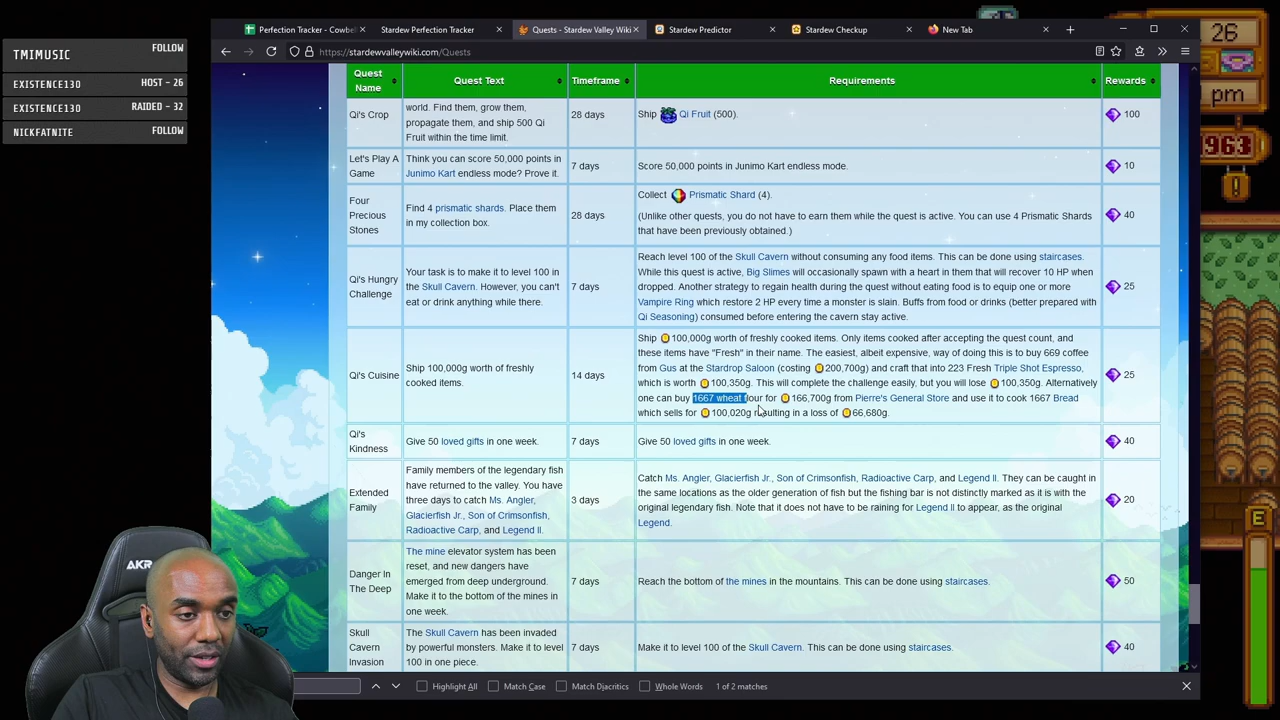 Perfection Tracker - Cowbe
Stardew Perfection Tracker
Quests - Stardew Valley Wiki
Stardew Predictor
Stardew Checkup
New Tab
https://stardewvalleywiki.com/Quests
TMIMUSIC FOLLOW
EXISTENCE130 HOST - 26
EXISTENCE130 RAIDED - 32
NICKFATNITE FOLLOW
26
pm
963
Quest Name
Quest Text
Timeframe
Requirements
Rewards
Qi's Crop
world. Find them, grow them,
propagate them, and ship 500 Qi
Fruit within the time limit.
28 days
Ship Qi Fruit (500).
100
Let's Play A
Game
Think you can score 50,000 points in
Junimo Kart endless mode? Prove it.
7 days
Score 50,000 points in Junimo Kart endless mode.
10
Four
Precious
Stones
Find 4 prismatic shards. Place them
in my collection box.
28 days
Collect Prismatic Shard (4).
(Unlike other quests, you do not have to earn them while the quest is active. You can use 4 Prismatic Shards
that have been previously obtained.)
40
Qi's Hungry
Challenge
Your task is to make it to level 100 in
the Skull Cavern. However, you can't
eat or drink anything while there.
7 days
Reach level 100 of the Skull Cavern without consuming any food items. This can be done using staircases.
While this quest is active, Big Slimes will occasionally spawn with a heart in them that will recover 10 HP when
dropped. Another strategy to regain health during the quest without eating food is to equip one or more
Vampire Ring which restore 2 HP every time a monster is slain. Buffs from food or drinks (better prepared with
Qi Seasoning) consumed before entering the cavern stay active.
25
Qi's Cuisine
Ship 100,000g worth of freshly
cooked items.
14 days
Ship 100,000g worth of freshly cooked items. Only items cooked after accepting the quest count, and
these items have "Fresh" in their name. The easiest, albeit expensive, way of doing this is to buy 669 coffee
from Gus at the Stardrop Saloon (costing 200,700g) and craft that into 223 Fresh Triple Shot Espresso,
which is worth 100,350g. This will complete the challenge easily, but you will lose 100,350g. Alternatively
one can buy 1667 wheat flour for 166,700g from Pierre's General Store and use it to cook 1667 Bread
which sells for 100,020g resulting in a loss of 66,680g.
25
Qi's
Kindness
Give 50 loved gifts in one week.
7 days
Give 50 loved gifts in one week.
40
Extended
Family
Family members of the legendary fish
have returned to the valley. You have
three days to catch Ms. Angler,
Glacierfish Jr., Son of Crimsonfish,
Radioactive Carp, and Legend II.
3 days
Catch Ms. Angler, Glacierfish Jr., Son of Crimsonfish, Radioactive Carp, and Legend II. They can be caught in
the same locations as the older generation of fish but the fishing bar is not distinctly marked as it is with the
original legendary fish. Note that it does not have to be raining for Legend II to appear, as the original
Legend.
20
Danger In
The Deep
The mine elevator system has been
reset, and new dangers have
emerged from deep underground.
Make it to the bottom of the mines in
one week.
7 days
Reach the bottom of the mines in the mountains. This can be done using staircases.
50
Skull
Cavern
Invasion
The Skull Cavern has been invaded
by powerful monsters. Make it to level
100 in one piece.
7 days
Make it to level 100 of the Skull Cavern. This can be done using staircases.
40
E
AKR
Highlight All
Match Case
Match Diacritics
Whole Words
1 of 2 matches